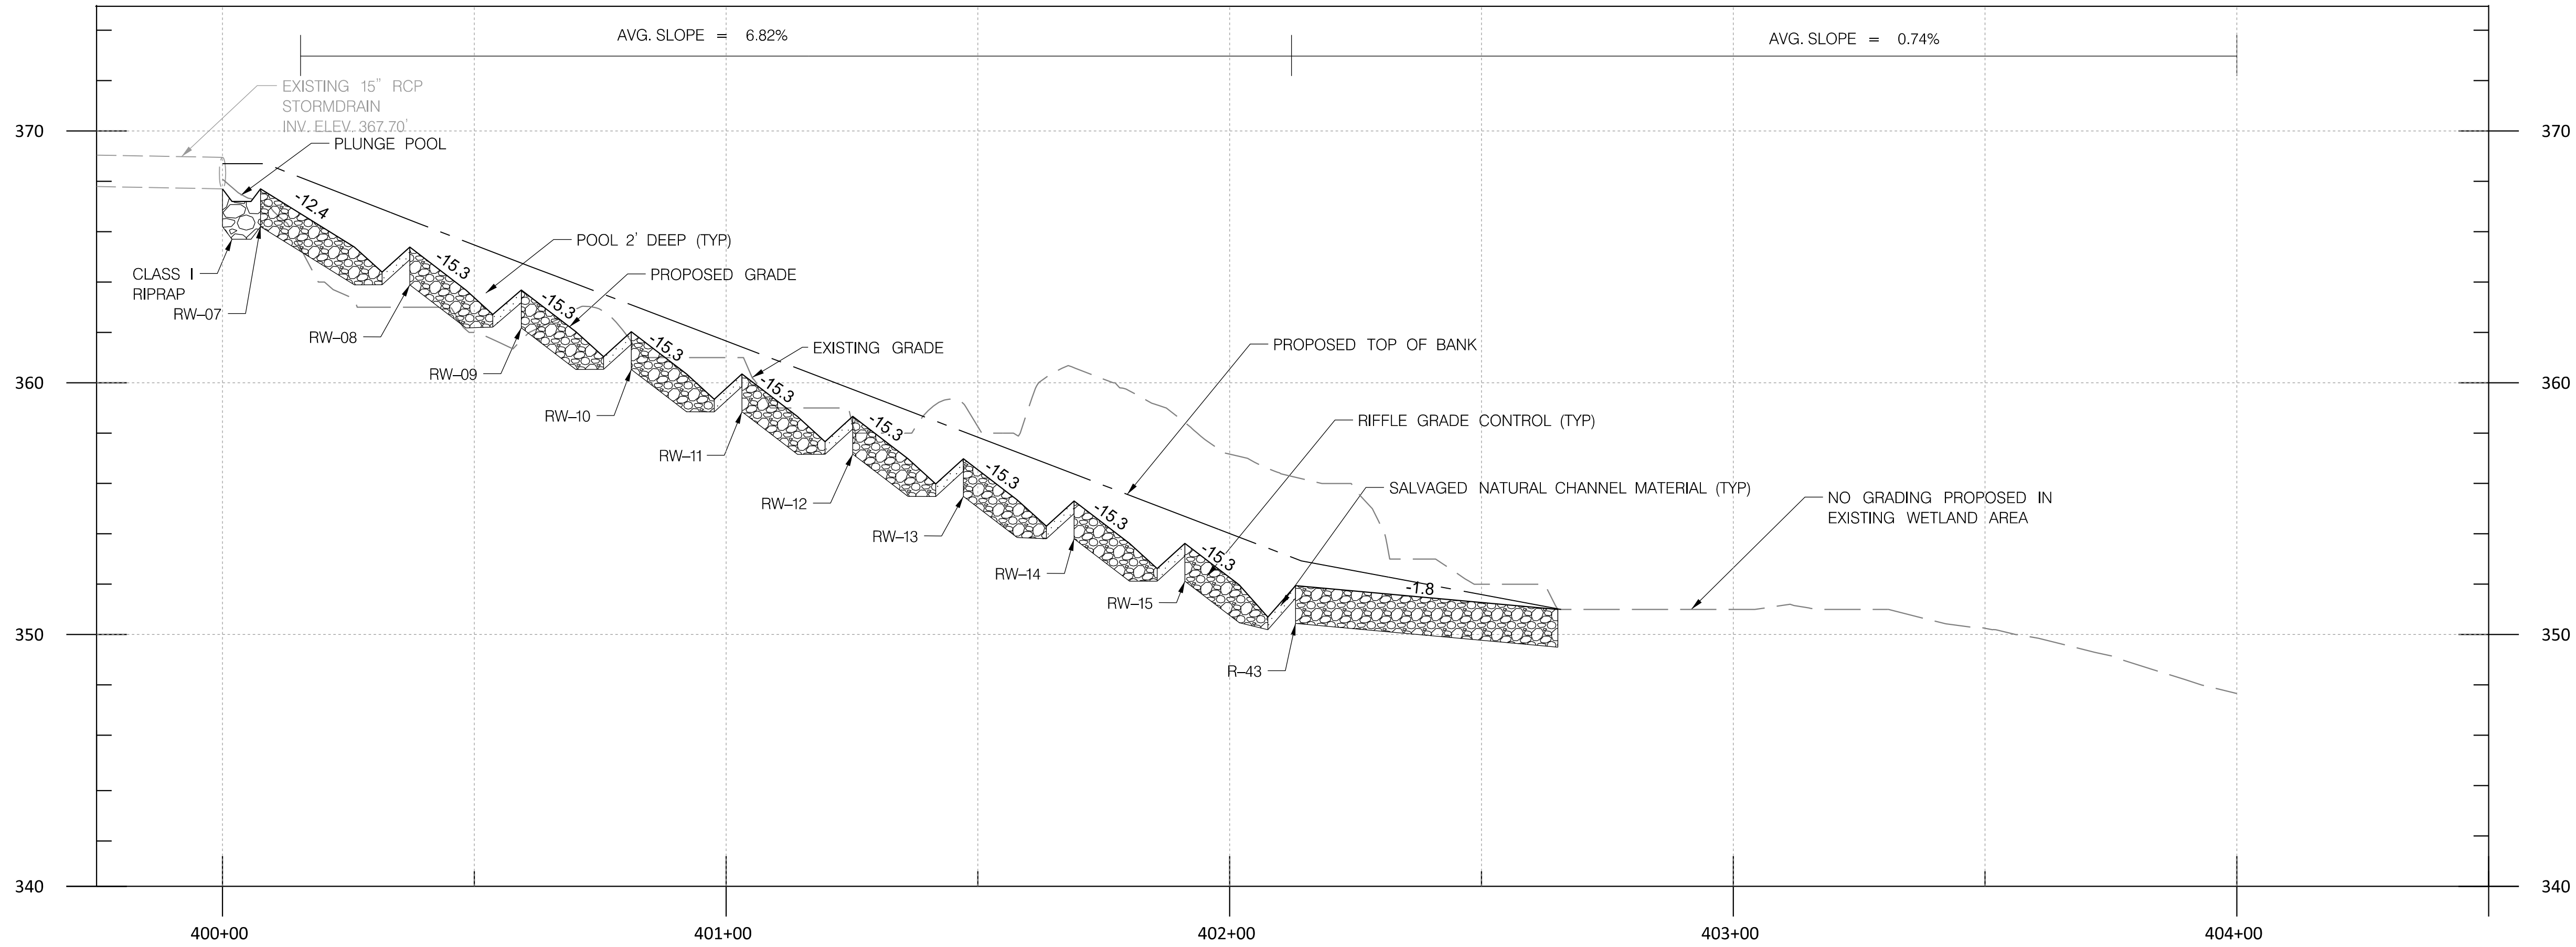 AVG. SLOPE = 6.82%
AVG. SLOPE = 0.74%
EXISTING 15" RCP
STORMDRAIN
INV. ELEV. 367.70'
PLUNGE POOL
370
370
-12.4
POOL 2' DEEP (TYP)
-15.3
PROPOSED GRADE
CLASS I
RIPRAP
RW-07
-15.3
RW-08
EXISTING GRADE
PROPOSED TOP OF BANK
-15.3
RW-09
360
360
-15.3
RW-10
RIFFLE GRADE CONTROL (TYP)
-15.3
RW-11
-15.3
SALVAGED NATURAL CHANNEL MATERIAL (TYP)
NO GRADING PROPOSED IN
EXISTING WETLAND AREA
RW-12
-15.3
RW-13
-15.3
RW-14
-1.8
RW-15
350
350
R-43
340
340
400+00
401+00
402+00
403+00
404+00